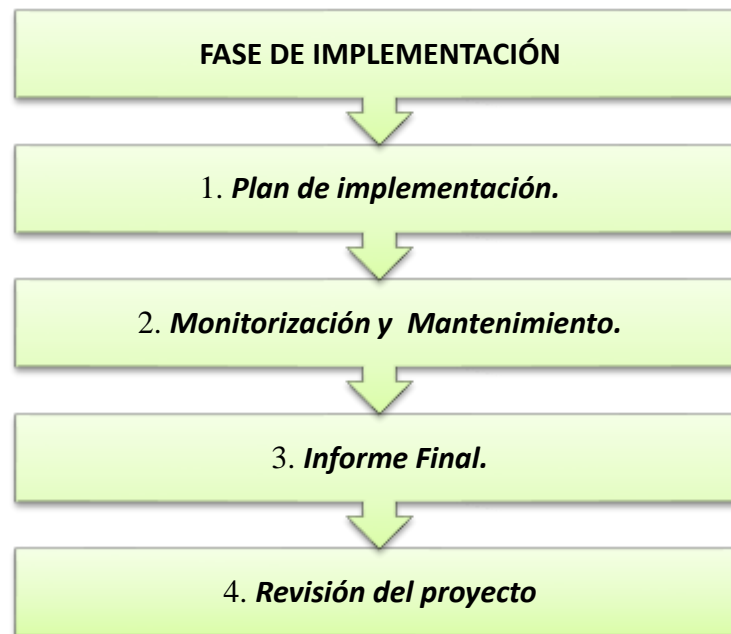 FASE DE IMPLEMENTACIÓN
1. Plan de implementación.
2. Monitorización y Mantenimiento.
3. Informe Final.
4. Revisión del proyecto